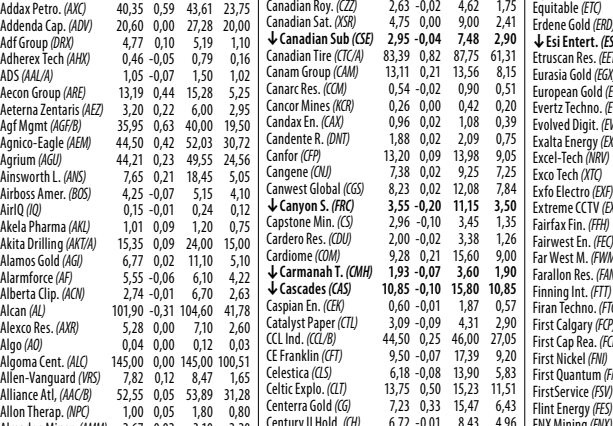 Addax Petro. (AXC) 40,35 0,59 43,61 23,75
Addenda Cap. (ADV) 20,60 0,00 27,28 20,00
Adf Group (DRX) 4,77 0,10 5,19 1,10
Adherex Tech (AHX) 0,46 -0,05 0,79 0,16
ADS (AAL/A) 1,05 -0,07 1,50 1,02
Aecon Group (ARE) 13,19 0,44 15,28 5,25
Aeterna Zentaris (AEZ) 3,20 0,22 6,00 2,95
Agf Mgmt (AGF/B) 35,95 0,63 40,00 19,50
Agnico-Eagle (AEM) 44,50 0,42 52,03 30,72
Agrium (AGU) 44,21 0,23 49,55 24,56
Ainsworth L. (ANS) 7,65 0,21 18,45 5,05
Airboss Amer. (BOS) 4,25 -0,07 5,15 4,10
AirIQ (IQ) 0,15 -0,01 0,24 0,12
Akela Pharma (AKL) 1,01 0,09 1,20 0,75
Akita Drilling (AKT/A) 15,35 0,09 24,00 15,00
Alamos Gold (AGI) 6,77 0,02 11,10 5,10
Alarmforce (AF) 5,55 -0,06 6,10 4,22
Alberta Clip. (ACN) 2,74 -0,01 6,70 2,63
Alcan (AL) 101,90 -0,31 104,60 41,78
Alexco Res. (AXR) 5,28 0,00 7,10 2,60
Algo (AO) 0,04 0,00 0,12 0,03
Algoma Cent. (ALC) 145,00 0,00 145,00 100,51
Allen-Vanguard (VRS) 7,82 0,12 8,47 1,65
Alliance Atl, (AAC/B) 52,55 0,05 53,89 31,28
Allon Therap. (NPC) 1,00 0,05 1,80 0,80
Canadian Roy. (CZZ) 2,63 -0,02 4,62 1,75
Canadian Sat. (XSR) 4,75 0,00 9,00 2,41
↓Canadian Sub (CSE) 2,95 -0,04 7,48 2,90
Canadian Tire (CTC/A) 83,39 0,82 87,75 61,31
Canam Group (CAM) 13,11 0,21 13,56 8,15
Canarc Res. (CCM) 0,54 -0,02 0,90 0,51
Cancor Mines (KCR) 0,26 0,00 0,42 0,20
Candax En. (CAX) 0,96 0,02 1,08 0,39
Candente R. (DNT) 1,88 0,02 2,09 0,75
Canfor (CFP) 13,20 0,09 13,98 9,05
Cangene (CNJ) 7,38 0,02 9,25 7,25
Canwest Global (CGS) 8,23 0,02 12,08 7,84
↓Canyon S. (FRC) 3,55 -0,20 11,15 3,50
Capstone Min. (CS) 2,96 -0,10 3,45 1,35
Cardero Res. (CDU) 2,00 -0,02 3,38 1,26
Cardiome (COM) 9,28 0,21 15,60 9,00
↓Carmanah T. (CMH) 1,93 -0,07 3,60 1,90
↓Cascades (CAS) 10,85 -0,10 15,80 10,85
Caspian En. (CEK) 0,60 -0,01 1,87 0,57
Catalyst Paper (CTL) 3,09 -0,09 4,31 2,90
CCL Ind. (CCL/B) 44,50 0,25 46,00 27,05
CE Franklin (CFT) 9,50 -0,07 17,39 9,20
Celestica (CLS) 6,18 -0,08 13,90 5,83
Celtic Explo. (CLT) 13,75 0,50 15,23 11,51
Centerra Gold (CG) 7,23 0,33 15,47 6,43
Century II Hold. (CH) 6,72 -0,01 8,43 4,96
Equitable (ETC)
Erdene Gold (ERD)
↓Esi Entert.
Etruscan Res.
Eurasia Gold
European Gold
Evertz Techno.
Evolved Digit.
Exalta Energy
Excel-Tech (NRV)
Exco Tech (XTC)
Exfo Electro (EXF)
Extreme CCTV
Fairfax Fin. (FFH)
Fairwest En. (FEC)
Far West M.
Farallon Res.
Finning Int. (FTT)
Firan Techno.
First Calgary
First Cap Rea.
First Nickel (FNI)
First Quantum
FirstService (FSV)
Flint Energy (FES)
FNX Mining (FNX)